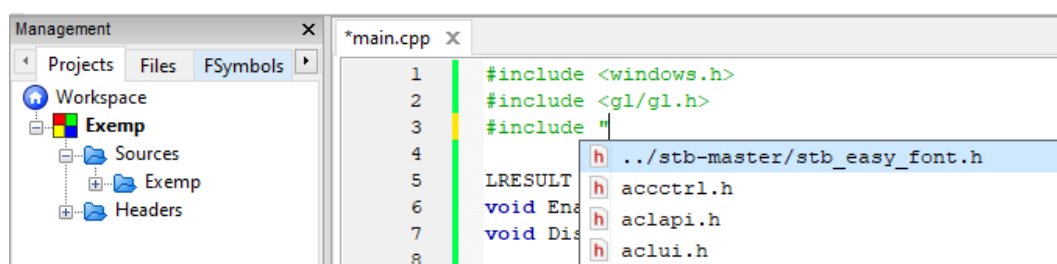 Management
Projects Files FSymbols
Workspace
Exemp
Sources
Exemp
Headers
*main.cpp
1 #include <windows.h>
2 #include <gl/gl.h>
3 #include "
4
5 LRESULT
6 void Ena
7 void Dis
8
../stb-master/stb_easy_font.h
accctrl.h
aclapi.h
aclui.h